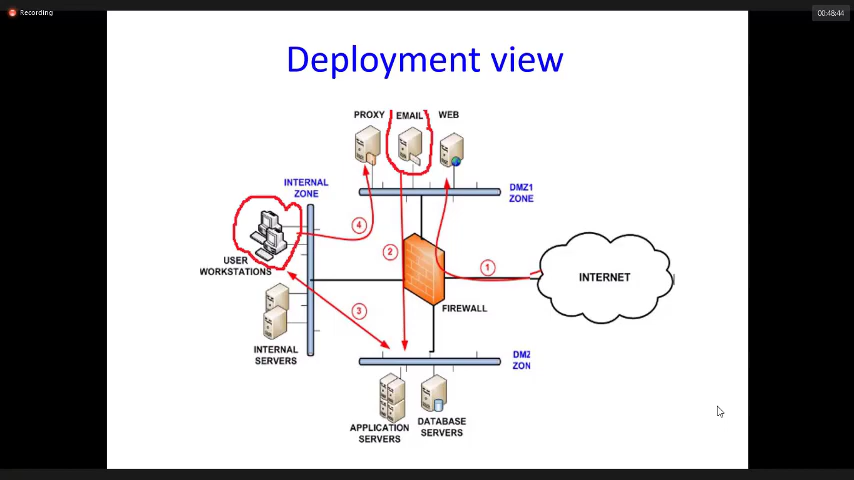 Recording
00:48:44
Deployment view
PROXY
EMAIL
WEB
INTERNAL
ZONE
DMZ1
ZONE
4
USER
WORKSTATIONS
2
1
INTERNET
FIREWALL
3
INTERNAL
SERVERS
DMZ
ZON
APPLICATION
SERVERS
DATABASE
SERVERS